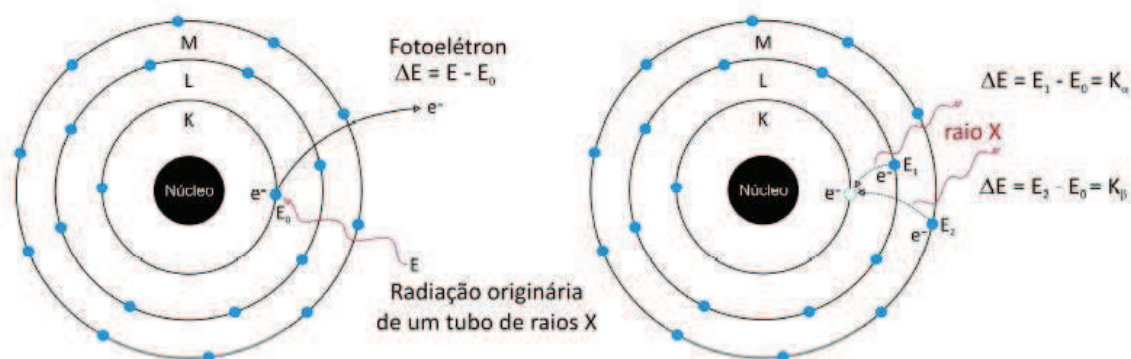 M
L
K
Núcleo
e⁻
E₀
Fotoelétron
ΔE = E - E₀
e⁻
E
Radiação originária
de um tubo de raios X
M
L
K
Núcleo
e⁻
e⁻
E₁
e⁻
E₂
ΔE = E₁ - E₀ = Kα
raio X
ΔE = E₂ - E₀ = Kᵦ